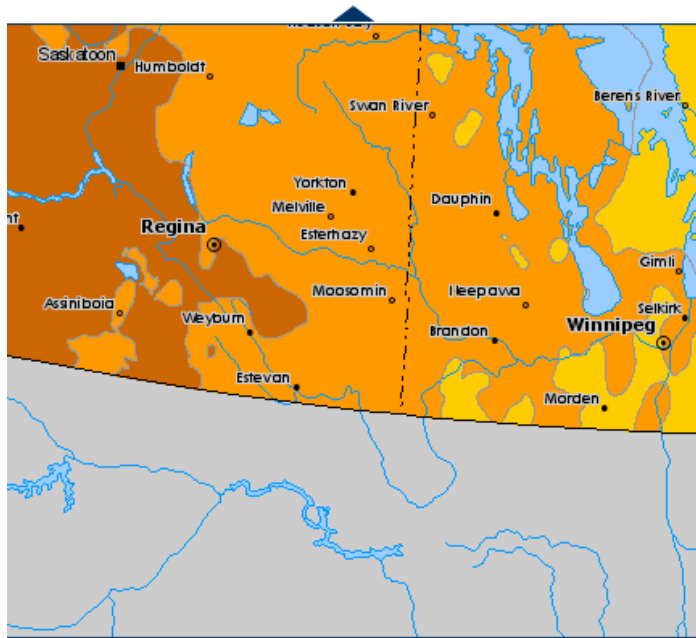 Saskatoon
Humboldt
Swan River
Berens River
Yorkton
Melville
Dauphin
Regina
Esterhazy
nt
Gimli
Assiniboia
Moosomin
Neepawa
Selkirk
Weyburn
Brandon
Winnipeg
Estevan
Morden